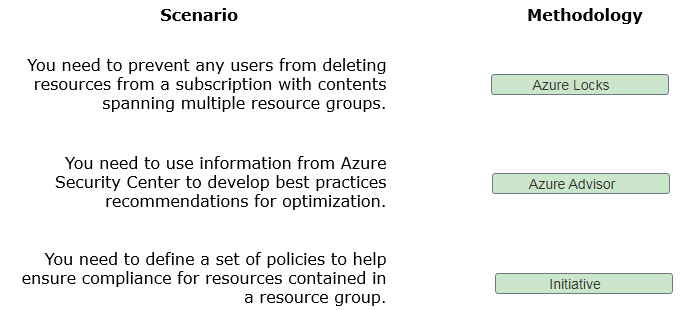 Scenario Methodology
You need to prevent any users from deleting
resources from a subscription with contents
spanning multiple resource groups.
Azure Locks
You need to use information from Azure
Security Center to develop best practices
recommendations for optimization.
Azure Advisor
You need to define a set of policies to help
ensure compliance for resources contained in
a resource group.
Initiative